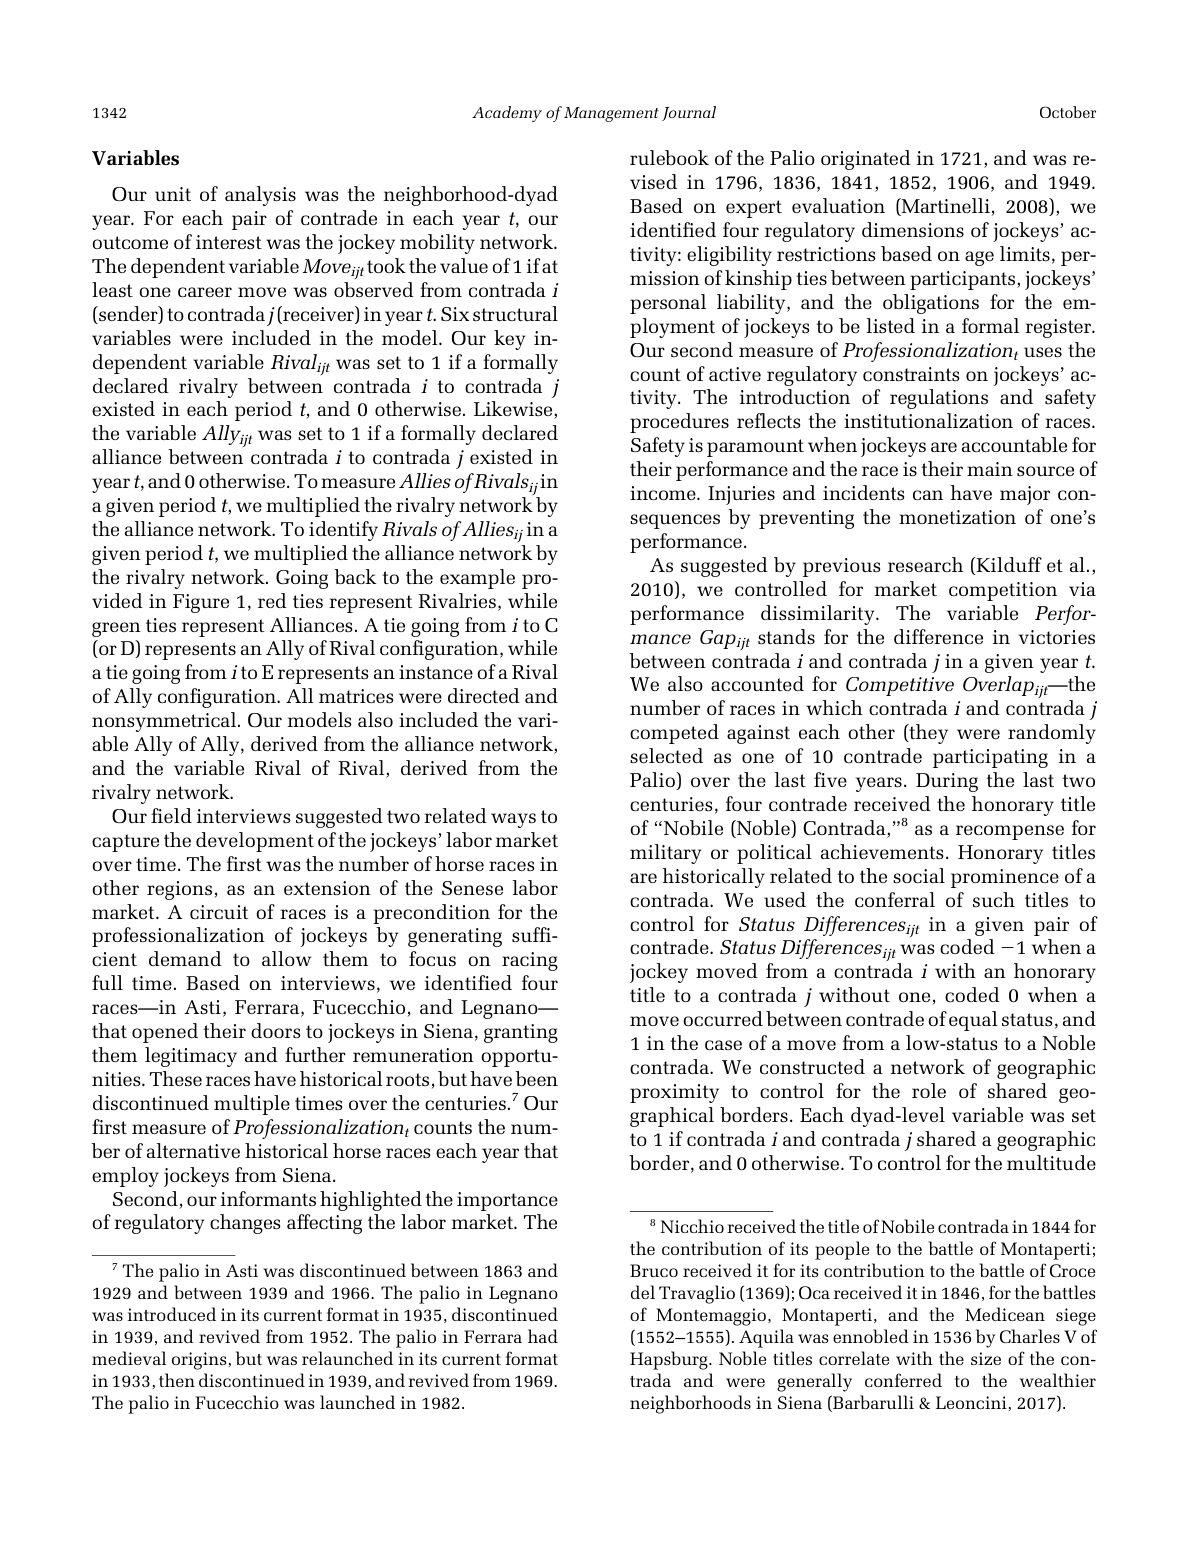 1342
Academy of Management Journal
October
Variables
Our unit of analysis was the neighborhood-dyad
year. For each pair of contrade in each year t, our
outcome of interest was the jockey mobility network.
The dependent variable Moveijt took the value of 1 if at
least one career move was observed from contrada i
(sender) to contrada j (receiver) in year t. Six structural
variables were included in the model. Our key in-
dependent variable Rivalijt was set to 1 if a formally
declared rivalry between contrada i to contrada j
existed in each period t, and 0 otherwise. Likewise,
the variable Allyijt was set to 1 if a formally declared
alliance between contrada i to contrada j existed in
year t, and 0 otherwise. To measure Allies of Rivalsij in
a given period t, we multiplied the rivalry network by
the alliance network. To identify Rivals of Alliesij in a
given period t, we multiplied the alliance network by
the rivalry network. Going back to the example pro-
vided in Figure 1, red ties represent Rivalries, while
green ties represent Alliances. A tie going from i to C
(or D) represents an Ally of Rival configuration, while
a tie going from i to E represents an instance of a Rival
of Ally configuration. All matrices were directed and
nonsymmetrical. Our models also included the vari-
able Ally of Ally, derived from the alliance network,
and the variable Rival of Rival, derived from the
rivalry network.
Our field interviews suggested two related ways to
capture the development of the jockeys’ labor market
over time. The first was the number of horse races in
other regions, as an extension of the Senese labor
market. A circuit of races is a precondition for the
professionalization of jockeys by generating suffi-
cient demand to allow them to focus on racing
full time. Based on interviews, we identified four
races—in Asti, Ferrara, Fucecchio, and Legnano—
that opened their doors to jockeys in Siena, granting
them legitimacy and further remuneration opportu-
nities. These races have historical roots, but have been
discontinued multiple times over the centuries.7 Our
first measure of Professionalizationt counts the num-
ber of alternative historical horse races each year that
employ jockeys from Siena.
Second, our informants highlighted the importance
of regulatory changes affecting the labor market. The
7 The palio in Asti was discontinued between 1863 and
1929 and between 1939 and 1966. The palio in Legnano
was introduced in its current format in 1935, discontinued
in 1939, and revived from 1952. The palio in Ferrara had
medieval origins, but was relaunched in its current format
in 1933, then discontinued in 1939, and revived from 1969.
The palio in Fucecchio was launched in 1982.
rulebook of the Palio originated in 1721, and was re-
vised in 1796, 1836, 1841, 1852, 1906, and 1949.
Based on expert evaluation (Martinelli, 2008), we
identified four regulatory dimensions of jockeys’ ac-
tivity: eligibility restrictions based on age limits, per-
mission of kinship ties between participants, jockeys’
personal liability, and the obligations for the em-
ployment of jockeys to be listed in a formal register.
Our second measure of Professionalizationt uses the
count of active regulatory constraints on jockeys’ ac-
tivity. The introduction of regulations and safety
procedures reflects the institutionalization of races.
Safety is paramount when jockeys are accountable for
their performance and the race is their main source of
income. Injuries and incidents can have major con-
sequences by preventing the monetization of one’s
performance.
As suggested by previous research (Kilduff et al.,
2010), we controlled for market competition via
performance dissimilarity. The variable Perfor-
mance Gapijt stands for the difference in victories
between contrada i and contrada j in a given year t.
We also accounted for Competitive Overlapijt—the
number of races in which contrada i and contrada j
competed against each other (they were randomly
selected as one of 10 contrade participating in a
Palio) over the last five years. During the last two
centuries, four contrade received the honorary title
of “Nobile (Noble) Contrada,”8 as a recompense for
military or political achievements. Honorary titles
are historically related to the social prominence of a
contrada. We used the conferral of such titles to
control for Status Differencesijt in a given pair of
contrade. Status Differencesijt was coded −1 when a
jockey moved from a contrada i with an honorary
title to a contrada j without one, coded 0 when a
move occurred between contrade of equal status, and
1 in the case of a move from a low-status to a Noble
contrada. We constructed a network of geographic
proximity to control for the role of shared geo-
graphical borders. Each dyad-level variable was set
to 1 if contrada i and contrada j shared a geographic
border, and 0 otherwise. To control for the multitude
8 Nicchio received the title of Nobile contrada in 1844 for
the contribution of its people to the battle of Montaperti;
Bruco received it for its contribution to the battle of Croce
del Travaglio (1369); Oca received it in 1846, for the battles
of Montemaggio, Montaperti, and the Medicean siege
(1552–1555). Aquila was ennobled in 1536 by Charles V of
Hapsburg. Noble titles correlate with the size of the con-
trada and were generally conferred to the wealthier
neighborhoods in Siena (Barbarulli & Leoncini, 2017).